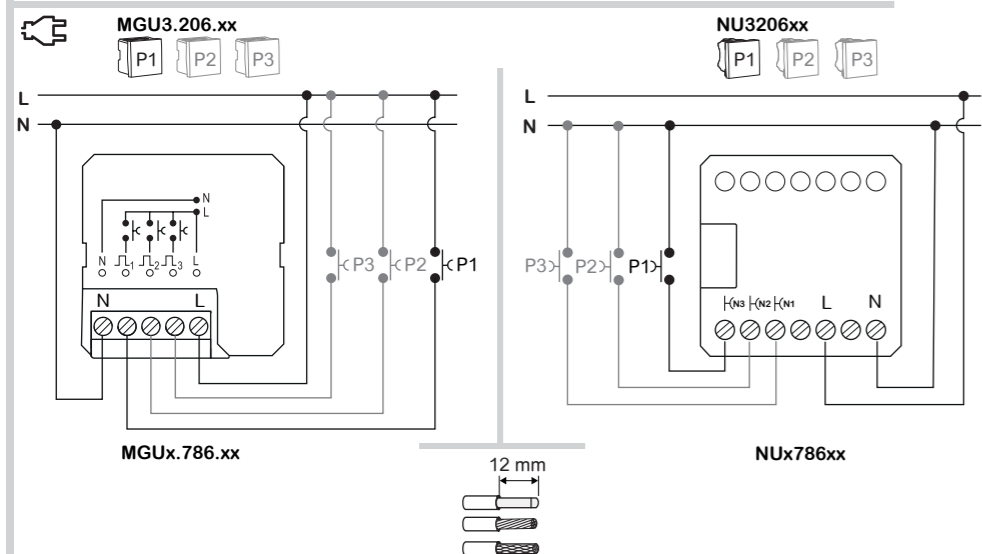 MGU3.206.xx
P1 P2 P3
L
N
N
L
N 1 2 3 L
N L
P3 P2 P1
MGUx.786.xx
NU3206xx
P1 P2 P3
L
N
P3 P2 P1
N3 N2 N1 L N
NUx786xx
12 mm